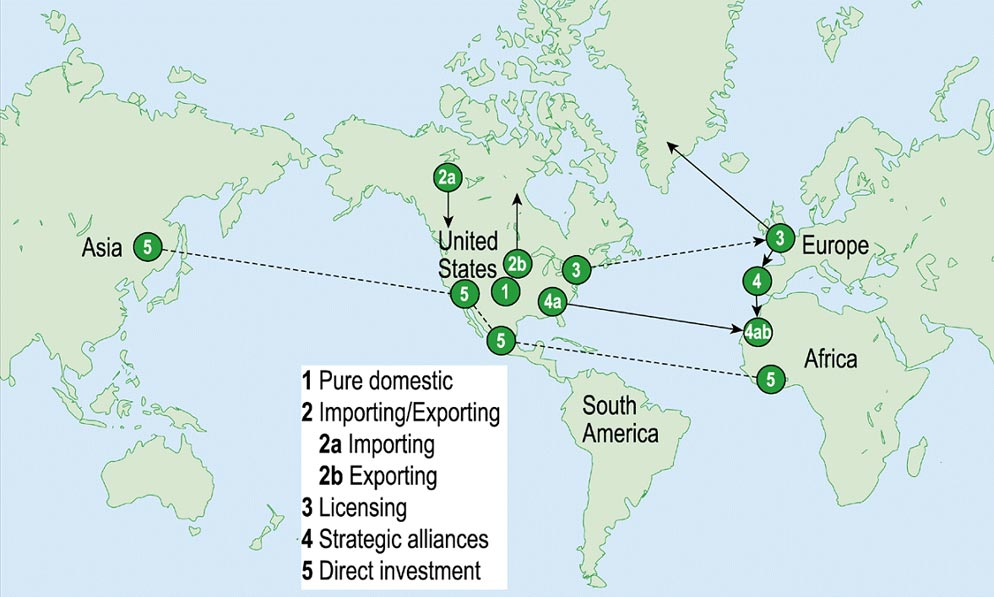 2a
United
States
2b
3
3
Europe
Asia
5
5
1
4a
4
4ab
5
5
Africa
South
America
1 Pure domestic
2 Importing/Exporting
2a Importing
2b Exporting
3 Licensing
4 Strategic alliances
5 Direct investment